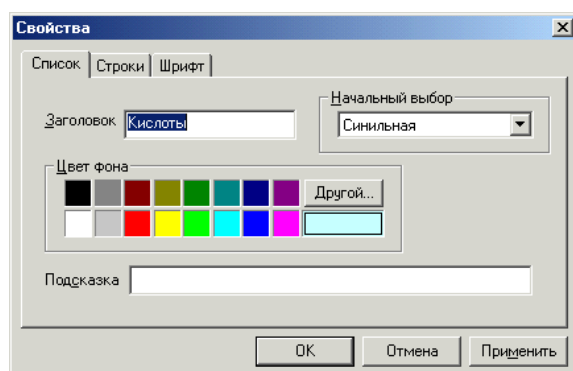 Свойства
Список Строки Шрифт
Заголовок Кислоты
Начальный выбор
Синильная
Цвет фона
Другой...
Подсказка
OK Отмена Применить